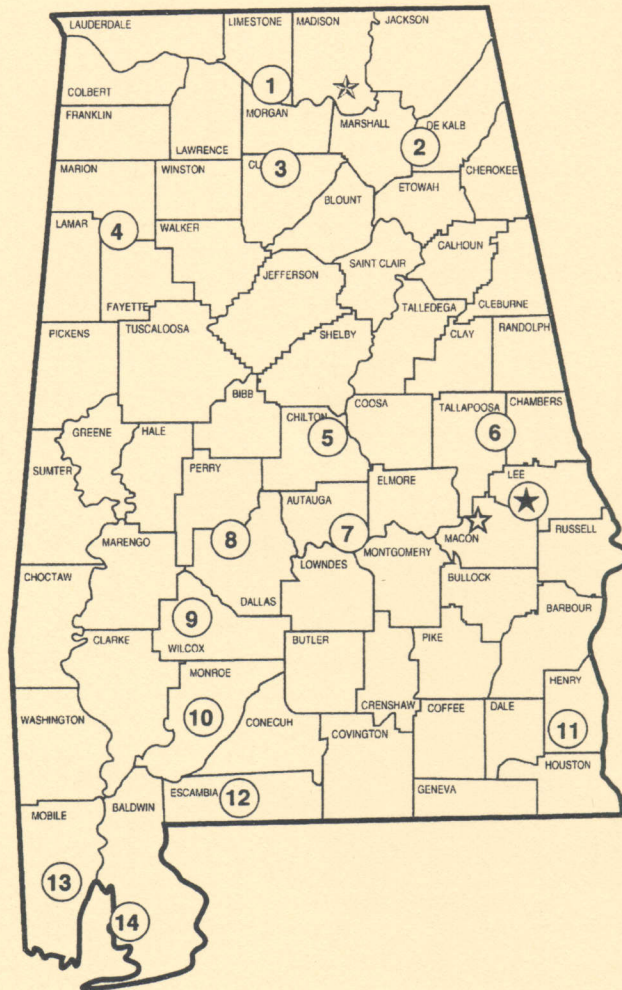 LAUDERDALE
LIMESTONE
MADISON
JACKSON
COLBERT
1
FRANKLIN
LAWRENCE
MORGAN
MARSHALL
DE KALB
2
MARION
WINSTON
CU
3
CHEROKEE
BLOUNT
ETOWAH
LAMAR
4
WALKER
CALHOUN
SAINT CLAIR
JEFFERSON
FAYETTE
TALLEDEGA
CLEBURNE
PICKENS
TUSCALOOSA
SHELBY
CLAY
RANDOLPH
BIBB
COOSA
TALLAPOOSA
CHAMBERS
CHILTON
5
6
GREENE
HALE
SUMTER
PERRY
ELMORE
LEE
AUTAUGA
8
7
MACON
RUSSELL
MARENGO
MONTGOMERY
LOWNDES
CHOCTAW
BULLOCK
DALLAS
BARBOUR
9
CLARKE
WILCOX
BUTLER
PIKE
MONROE
HENRY
10
CRENSHAW
COFFEE
DALE
WASHINGTON
CONECUH
COVINGTON
11
HOUSTON
ESCAMBIA
12
GENEVA
MOBILE
BALDWIN
13
14